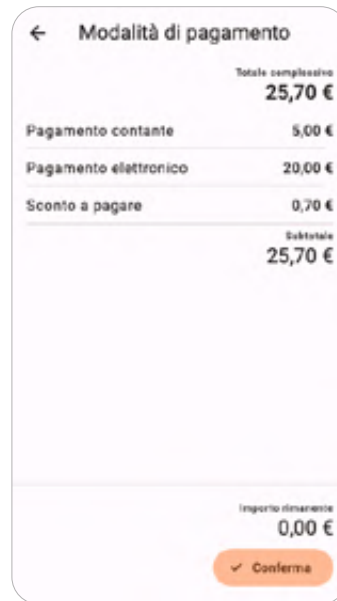 Modalità di pagamento
Totale complessivo
25,70 €
Pagamento contante 5,00 €
Pagamento elettronico 20,00 €
Sconto a pagare 0,70 €
Subtotale
25,70 €
Importo rimanente
0,00 €
Conferma